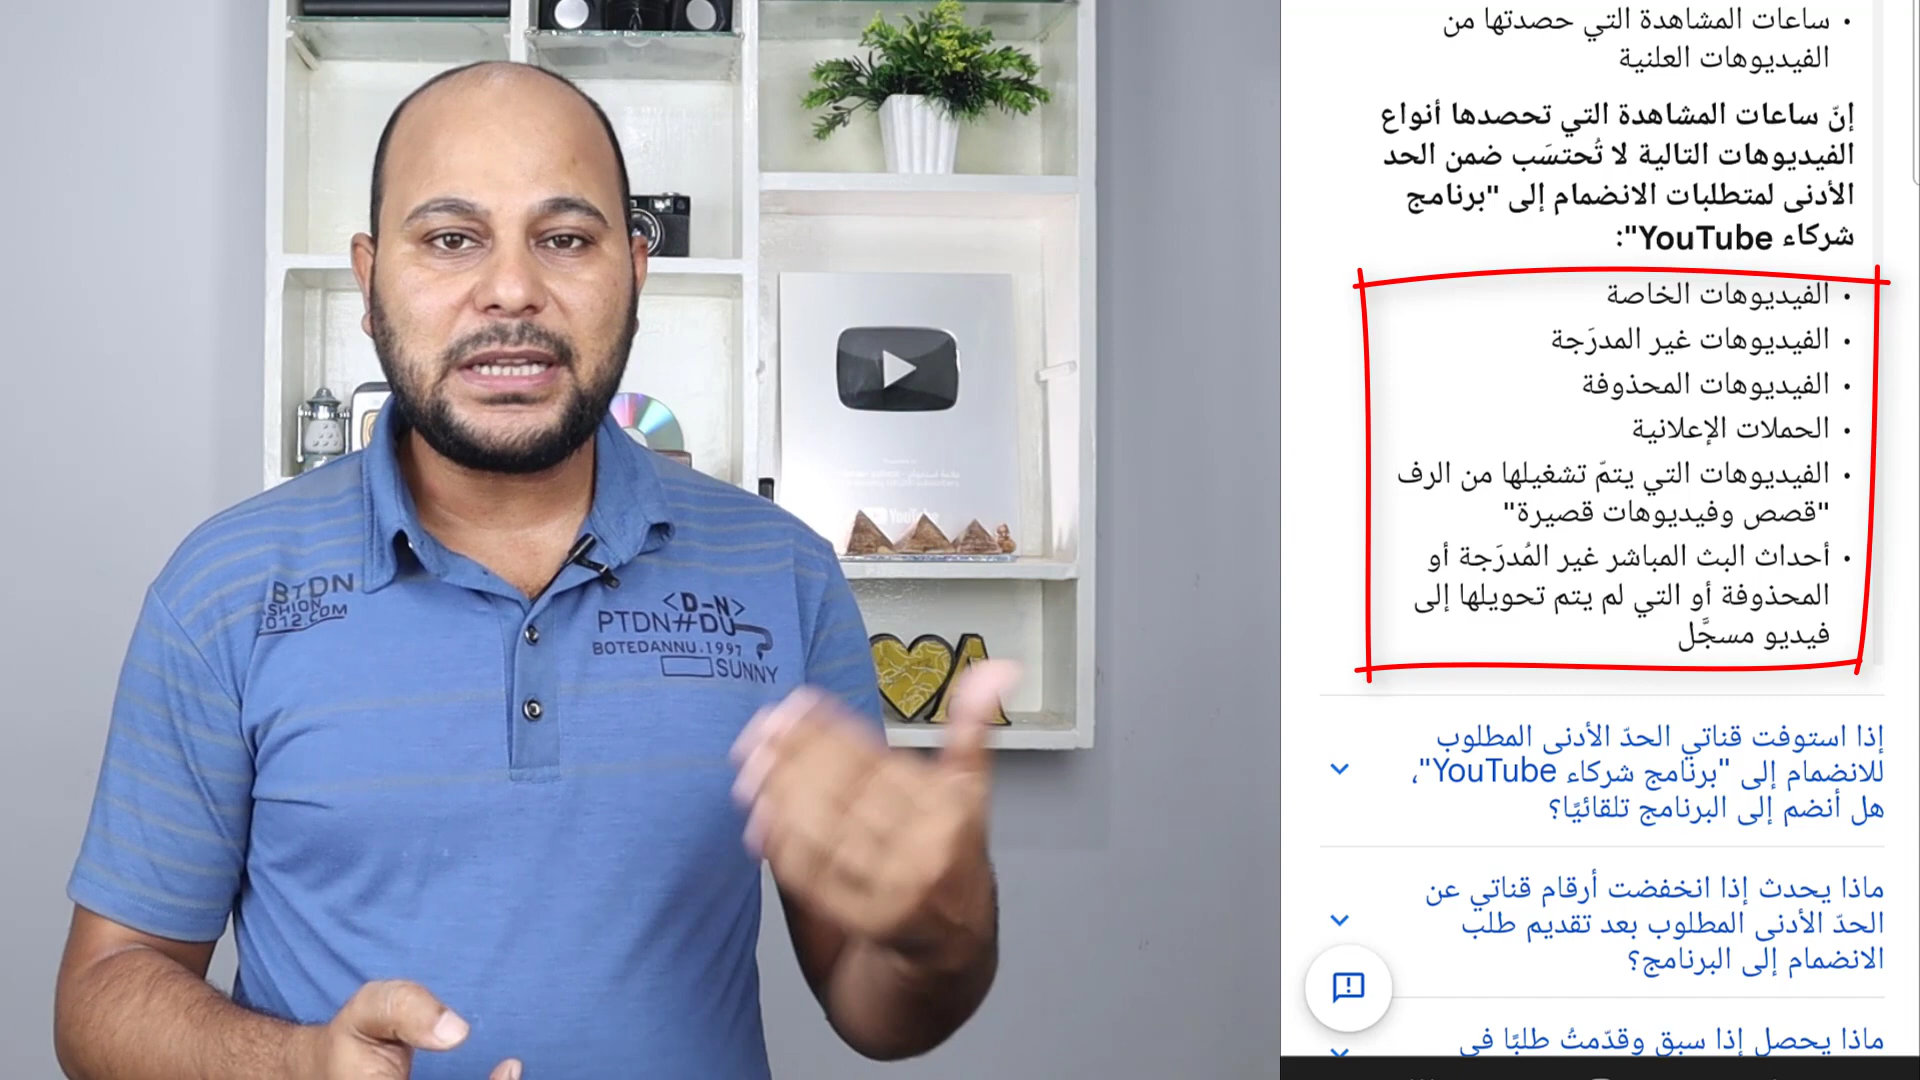 ساعات المشاهدة التي حصدتها من
الفيديوهات العلنية
إنّ ساعات المشاهدة التي تحصدها أنواع
الفيديوهات التالية لا تُحتسَب ضمن الحد
الأدنى لمتطلبات الانضمام إلى "برنامج
شركاء YouTube":
الفيديوهات الخاصة
الفيديوهات غير المدرَجة
الفيديوهات المحذوفة
الحملات الإعلانية
الفيديوهات التي يتمّ تشغيلها من الرف
"قصص وفيديوهات قصيرة"
أحداث البث المباشر غير المُدرَجة أو
المحذوفة أو التي لم يتم تحويلها إلى
فيديو مسجَّل
إذا استوفت قناتي الحدّ الأدنى المطلوب
للانضمام إلى "برنامج شركاء YouTube"،
هل أنضم إلى البرنامج تلقائيًا؟
ماذا يحدث إذا انخفضت أرقام قناتي عن
الحدّ الأدنى المطلوب بعد تقديم طلب
الانضمام إلى البرنامج؟
ماذا يحصل إذا سبق وقدّمتُ طلبًا في
BTDN
ASHION
2012.COM
<D-N>
PTDN#DU
BOTEDANNU.1997
SUNNY
YouTube
A